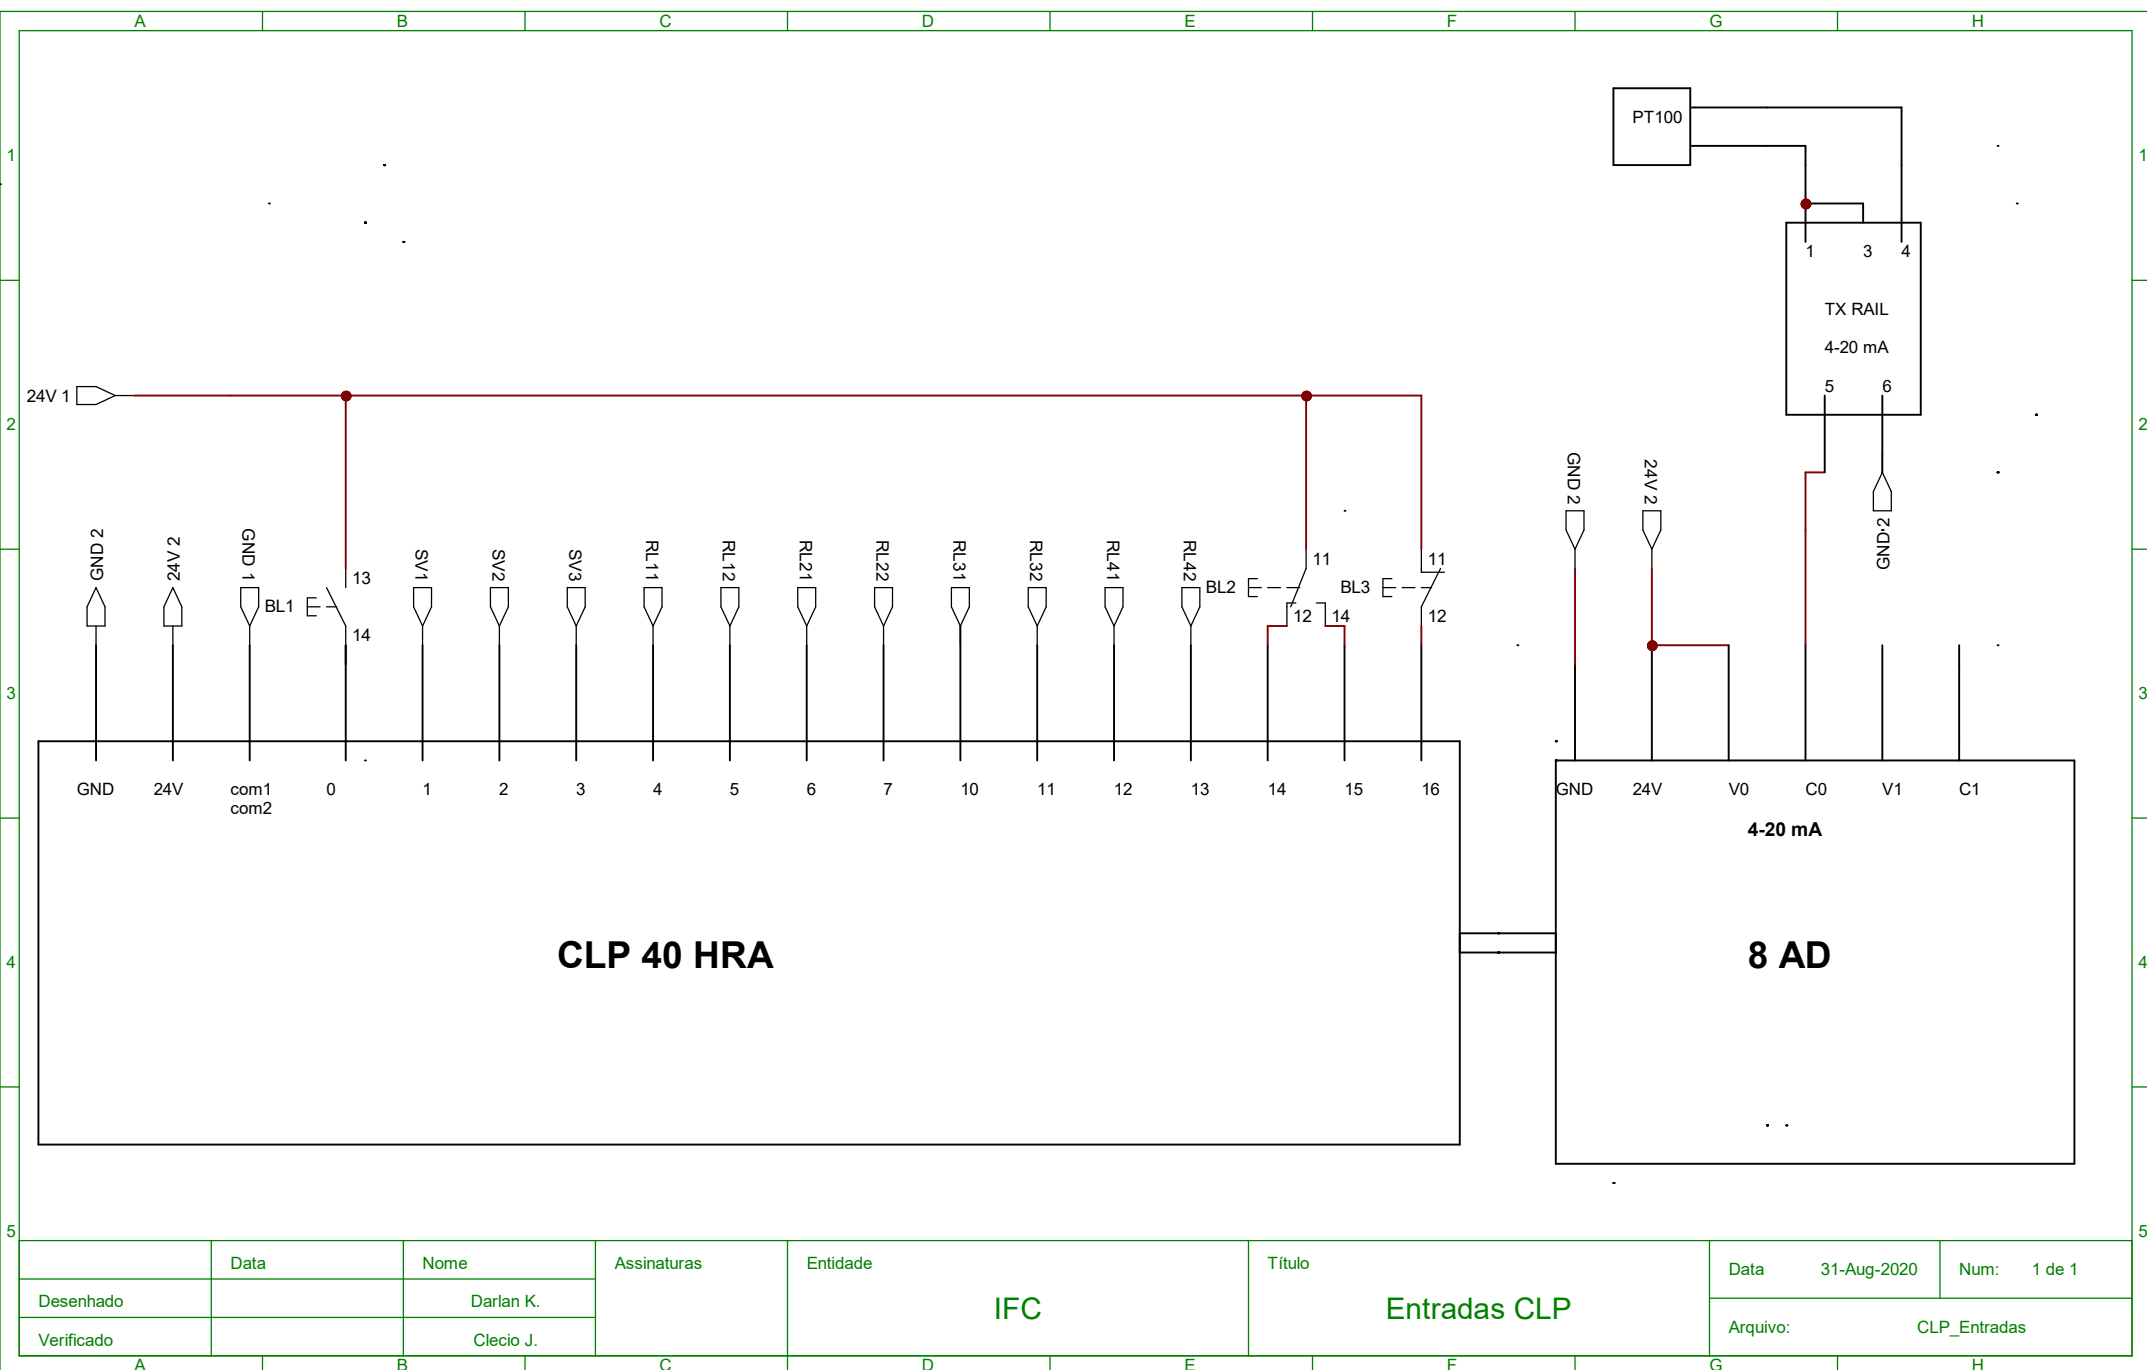 A B C D E F G H
PT100
1 1
1 3 4
TX RAIL
4-20 mA
5 6
24V 1
2 2
GND 2
24V 2
GND 2
GND 2
24V 2
GND 1
SV1
SV2
SV3
RL11
RL12
RL21
RL22
RL31
RL32
RL41
RL42
13
BL1
14
11
BL2
12 14
11
BL3
12
3 3
GND 24V com1 0 1 2 3 4 5 6 7 10 11 12 13 14 15 16
com2
GND 24V V0 C0 V1 C1
4-20 mA
CLP 40 HRA
8 AD
4 4
5 5
Data Nome Assinaturas Entidade Título
Data 31-Aug-2020 Num: 1 de 1
Desenhado Darlan K.
IFC
Entradas CLP
Arquivo: CLP_Entradas
Verificado Clecio J.
A B C D E F G H